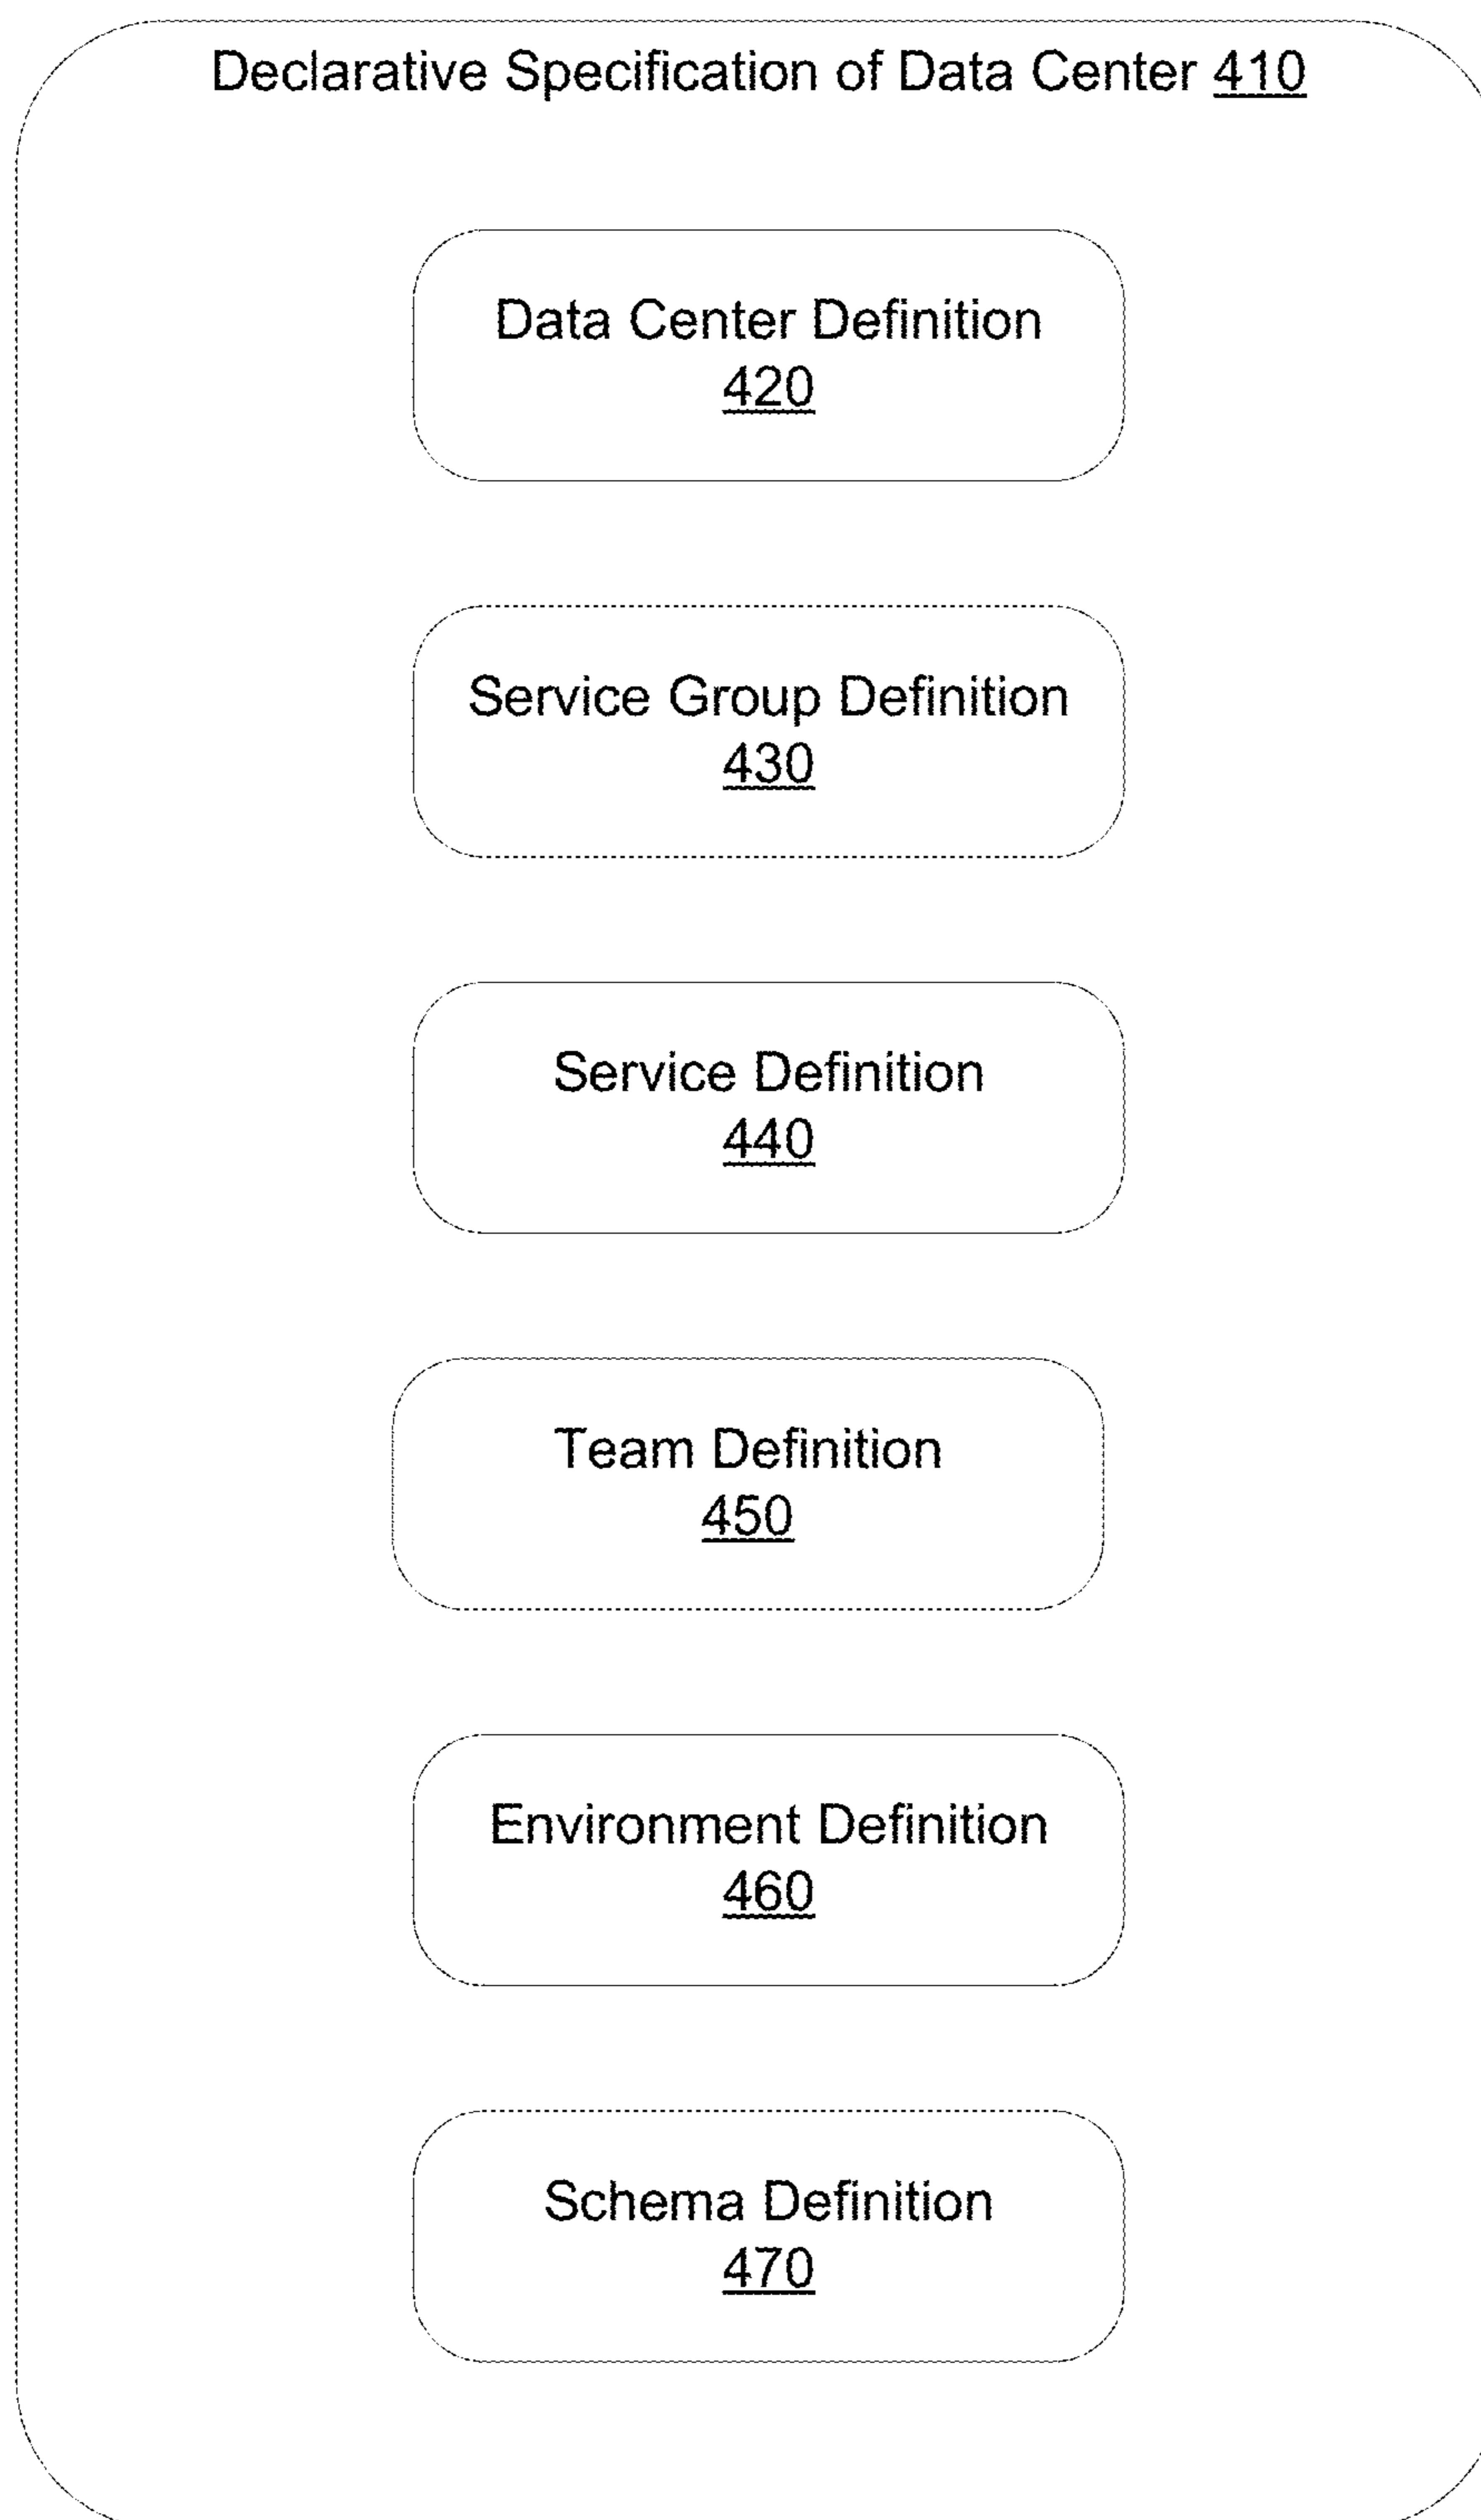 Declarative Specification of Data Center 410
Data Center Definition
420
Service Group Definition
430
Service Definition
440
Team Definition
450
Environment Definition
460
Schema Definition
470